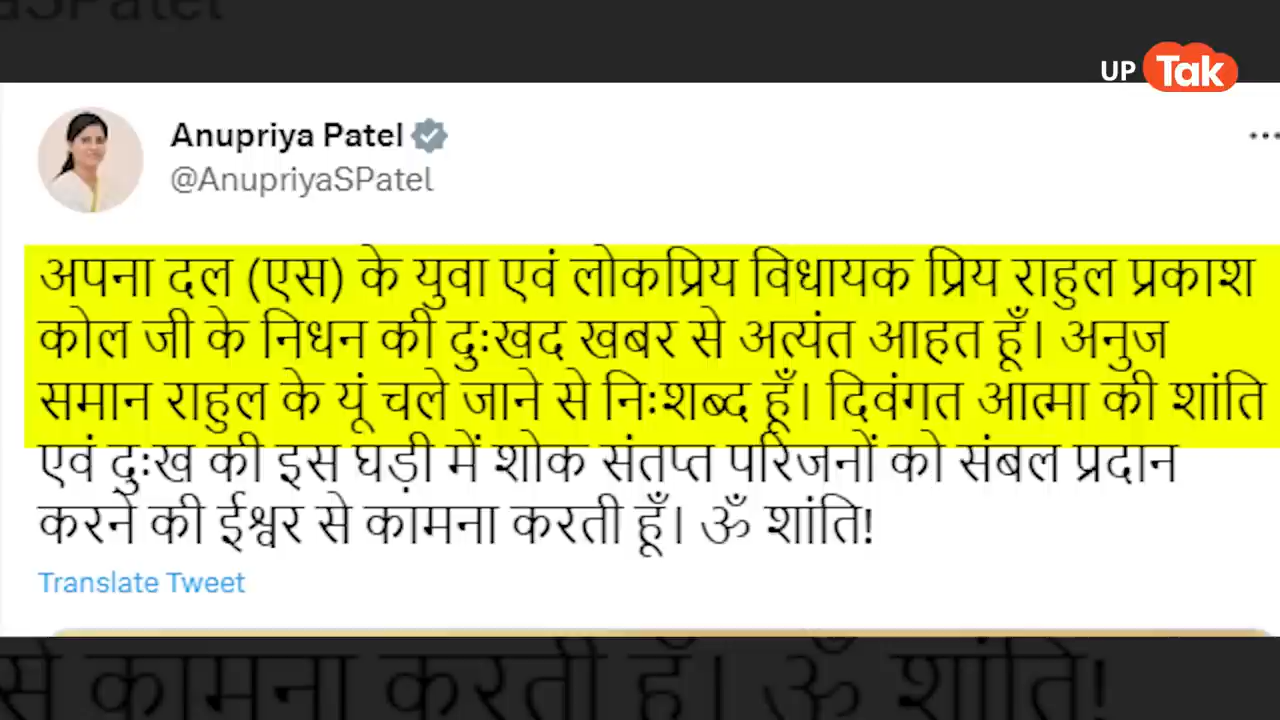 aSPatel
UP Tak
Anupriya Patel
@AnupriyaSPatel
अपना दल (एस) के युवा एवं लोकप्रिय विधायक प्रिय राहुल प्रकाश
कोल जी के निधन की दुःखद खबर से अत्यंत आहत हूँ। अनुज
समान राहुल के यूं चले जाने से निःशब्द हूँ। दिवंगत आत्मा की शांति
एवं दुःख की इस घड़ी में शोक संतप्त परिजनों को संबल प्रदान
करने की ईश्वर से कामना करती हूँ। ॐ शांति!
Translate Tweet
से कामना करती हूँ। ॐ शांति!